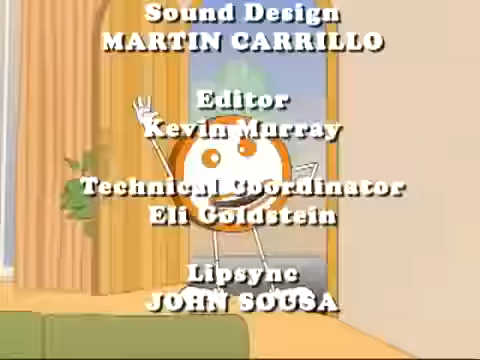 Sound Design
MARTIN CARRILLO
Editor
Kevin Murray
Technical Coordinator
Eli Goldstein
Lipsync
JOHN SOUSA